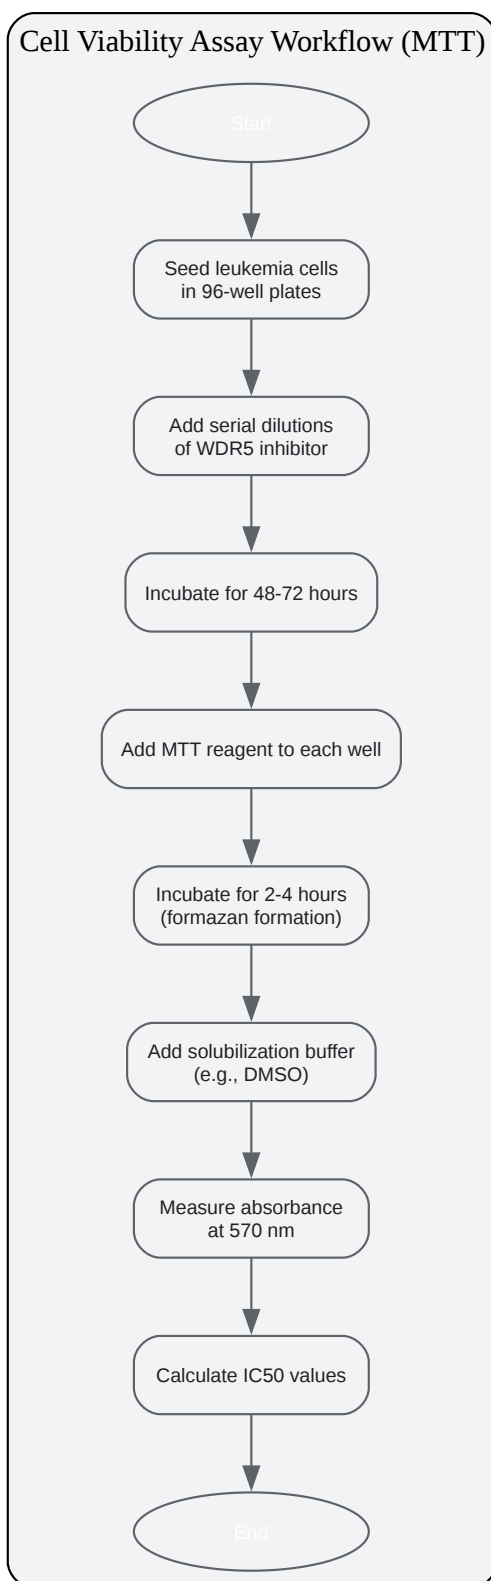 Cell Viability Assay Workflow (MTT)
Start
Seed leukemia cells
in 96-well plates
Add serial dilutions
of WDR5 inhibitor
Incubate for 48-72 hours
Add MTT reagent to each well
Incubate for 2-4 hours
(formazan formation)
Add solubilization buffer
(e.g., DMSO)
Measure absorbance
at 570 nm
Calculate IC50 values
End